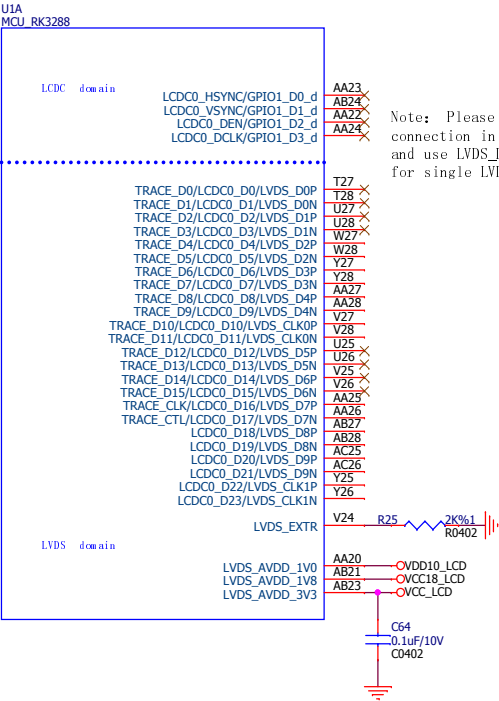 U1A
MCU_RK3288
LCDC domain
LCDC0_HSYNC/GPIO1_D0_d AA23
LCDC0_VSYNC/GPIO1_D1_d AB24
LCDC0_DEN/GPIO1_D2_d AA22
LCDC0_DCLK/GPIO1_D3_d AA24
Note: Please
connection in
and use LVDS_
for single
TRACE_D0/LCDC0_D0/LVDS_D0P T27
TRACE_D1/LCDC0_D1/LVDS_D0N T28
TRACE_D2/LCDC0_D2/LVDS_D1P U27
TRACE_D3/LCDC0_D3/LVDS_D1N U28
TRACE_D4/LCDC0_D4/LVDS_D2P W27
TRACE_D5/LCDC0_D5/LVDS_D2N W28
TRACE_D6/LCDC0_D6/LVDS_D3P Y27
TRACE_D7/LCDC0_D7/LVDS_D3N Y28
TRACE_D8/LCDC0_D8/LVDS_D4P AA27
TRACE_D9/LCDC0_D9/LVDS_D4N AA28
TRACE_D10/LCDC0_D10/LVDS_CLK0P V27
TRACE_D11/LCDC0_D11/LVDS_CLK0N V28
TRACE_D12/LCDC0_D12/LVDS_D5P U25
TRACE_D13/LCDC0_D13/LVDS_D5N U26
TRACE_D14/LCDC0_D14/LVDS_D6P V25
TRACE_D15/LCDC0_D15/LVDS_D6N V26
TRACE_CLK/LCDC0_D16/LVDS_D7P AA25
TRACE_CTL/LCDC0_D17/LVDS_D7N AA26
LCDC0_D18/LVDS_D8P AB27
LCDC0_D19/LVDS_D8N AB28
LCDC0_D20/LVDS_D9P AC25
LCDC0_D21/LVDS_D9N AC26
LCDC0_D22/LVDS_CLK1P Y25
LCDC0_D23/LVDS_CLK1N Y26
LVDS_EXTR V24 R25 2K%1
R0402
LVDS domain
LVDS_AVDD_1V0 AA20 VDD10_LCD
LVDS_AVDD_1V8 AB21 VCC18_LCD
LVDS_AVDD_3V3 AB23 VCC_LCD
C64
0.1uF/10V
C0402